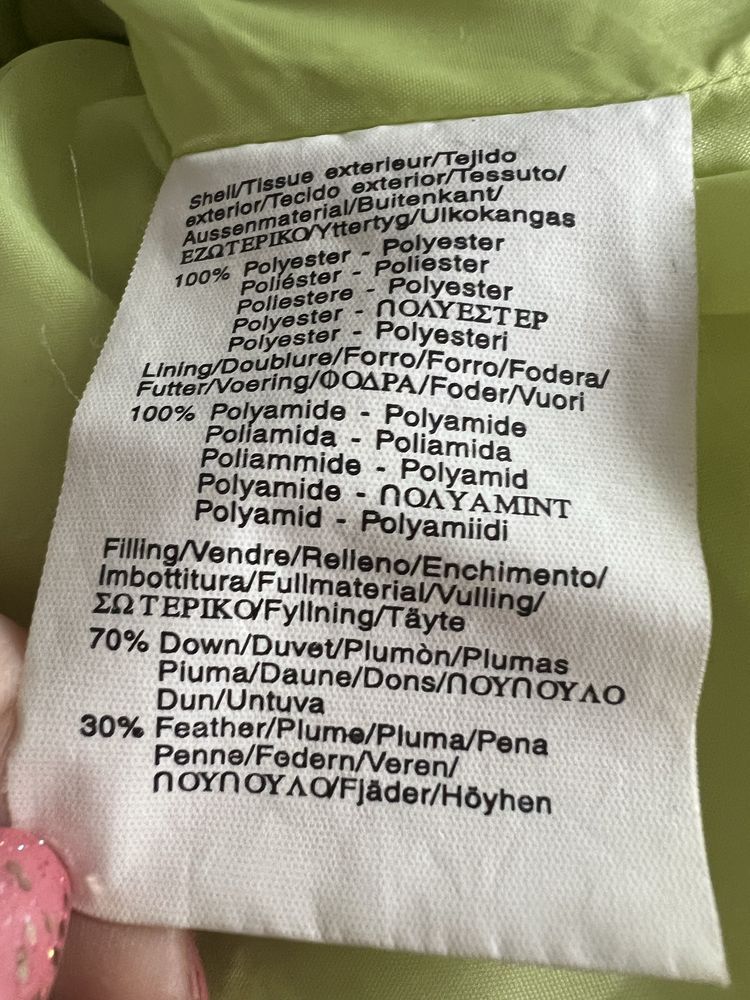 Shell/Tissue exterieur/Tejido
exterior/Tecido exterior/Tessuto/
Aussenmaterial/Buitenkant/
ΕΖΩΤΕΡΙΚΟ/Yttertyg/Ulkokangas
100% Polyester - Polyester
Poliéster - Poliester
Poliestere - Polyester
Polyester - ΠΟΛΥΕΣΤΕΡ
Polyester - Polyesteri
Lining/Doublure/Forro/Forro/Fodera/
Futter/Voering/ΦΟΔΡΑ/Foder/Vuori
100% Polyamide - Polyamide
Poliamida - Poliamida
Poliammide - Polyamid
Polyamide - ΠΟΛΥΑΜΙΝΤ
Polyamid - Polyamiidi
Filling/Vendre/Relleno/Enchimento/
Imbottitura/Fullmaterial/Vulling/
ΣΩΤΕΡΙΚΟ/Fyllning/Täyte
70% Down/Duvet/Plumòn/Plumas
Piuma/Daune/Dons/ΠΟΥΠΟΥΛΟ
Dun/Untuva
30% Feather/Plume/Pluma/Pena
Penne/Federn/Veren/
ΠΟΥΠΟΥΛΟ/Fjäder/Höyhen